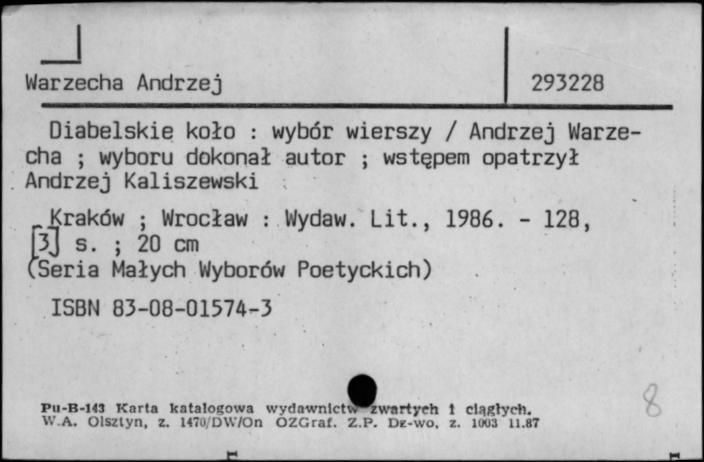 Warzecha Andrzej 293228
Diabelskie koło : wybór wierszy / Andrzej Warze-
cha ; wyboru dokonał autor ; wstępem opatrzył
Andrzej Kaliszewski
Kraków ; Wrocław : Wydaw. Lit., 1986. - 128,
[3] s. ; 20 cm
(Seria Małych Wyborów Poetyckich)
ISBN 83-08-01574-3
8
Pu-B-143 Karta katalogowa wydawnictw zwartych i ciągłych.
W.A. Olsztyn, z. 1470/DW/On OZGraf. Z.P. Dz-wo, z. 1003 11.87